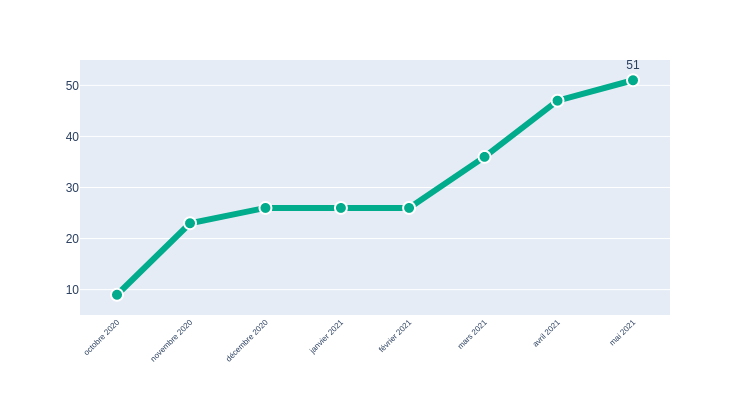 51
50
40
30
20
10
octobre 2020
novembre 2020
décembre 2020
janvier 2021
février 2021
mars 2021
avril 2021
mai 2021